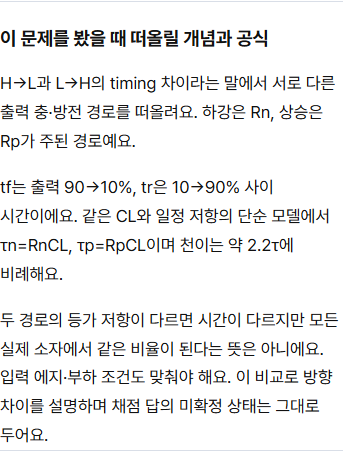 이 문제를 봤을 때 떠올릴 개념과 공식
H→L과 L→H의 timing 차이라는 말에서 서로 다른
출력 충·방전 경로를 떠올려요. 하강은 Rn, 상승은
Rp가 주된 경로예요.
tf는 출력 90→10%, tr은 10→90% 사이
시간이에요. 같은 CL와 일정 저항의 단순 모델에서
τn=RnCL, τp=RpCL이며 천이는 약 2.2τ에
비례해요.
두 경로의 등가 저항이 다르면 시간이 다르지만 모든
실제 소자에서 같은 비율이 된다는 뜻은 아니에요.
입력 에지·부하 조건도 맞춰야 해요. 이 비교로 방향
차이를 설명하며 채점 답의 미확정 상태는 그대로
두어요.